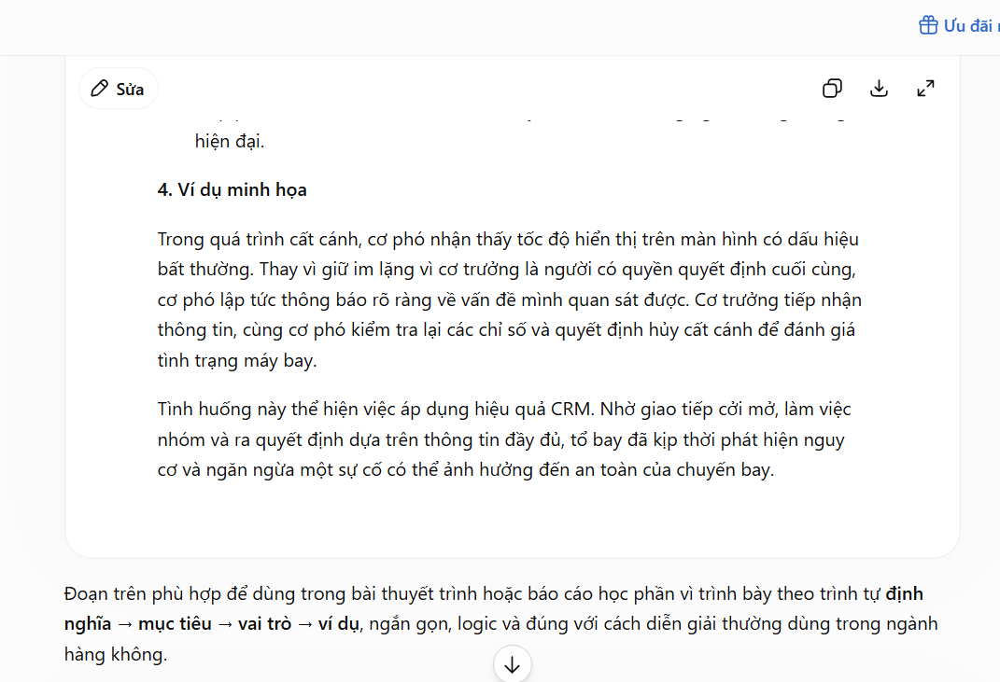 Ưu đãi
Sửa
hiện đại.
4. Ví dụ minh họa
Trong quá trình cất cánh, cơ phó nhận thấy tốc độ hiển thị trên màn hình có dấu hiệu
bất thường. Thay vì giữ im lặng vì cơ trưởng là người có quyền quyết định cuối cùng,
cơ phó lập tức thông báo rõ ràng về vấn đề mình quan sát được. Cơ trưởng tiếp nhận
thông tin, cùng cơ phó kiểm tra lại các chỉ số và quyết định hủy cất cánh để đánh giá
tình trạng máy bay.
Tình huống này thể hiện việc áp dụng hiệu quả CRM. Nhờ giao tiếp cởi mở, làm việc
nhóm và ra quyết định dựa trên thông tin đầy đủ, tổ bay đã kịp thời phát hiện nguy
cơ và ngăn ngừa một sự cố có thể ảnh hưởng đến an toàn của chuyến bay.
Đoạn trên phù hợp để dùng trong bài thuyết trình hoặc báo cáo học phần vì trình bày theo trình tự định
nghĩa → mục tiêu → vai trò → ví dụ, ngắn gọn, logic và đúng với cách diễn giải thường dùng trong ngành
hàng không.